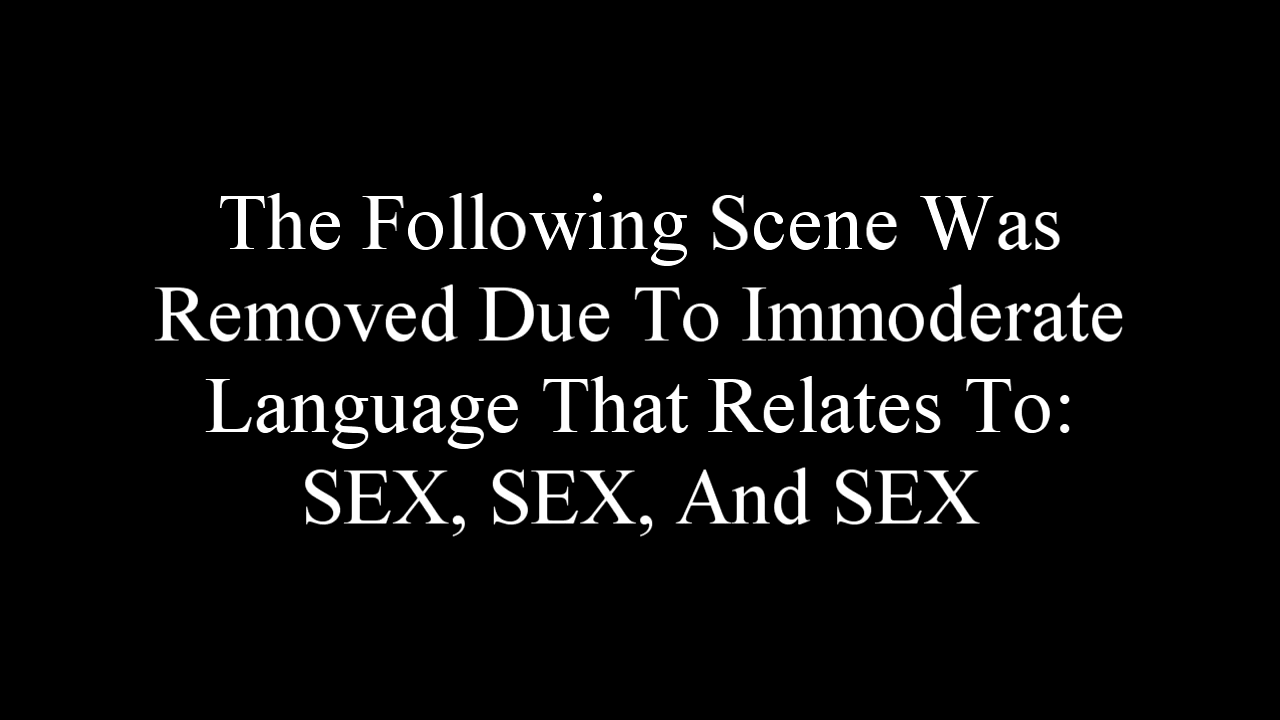 The Following Scene Was
Removed Due To Immoderate
Language That Relates To:
SEX, SEX, And SEX